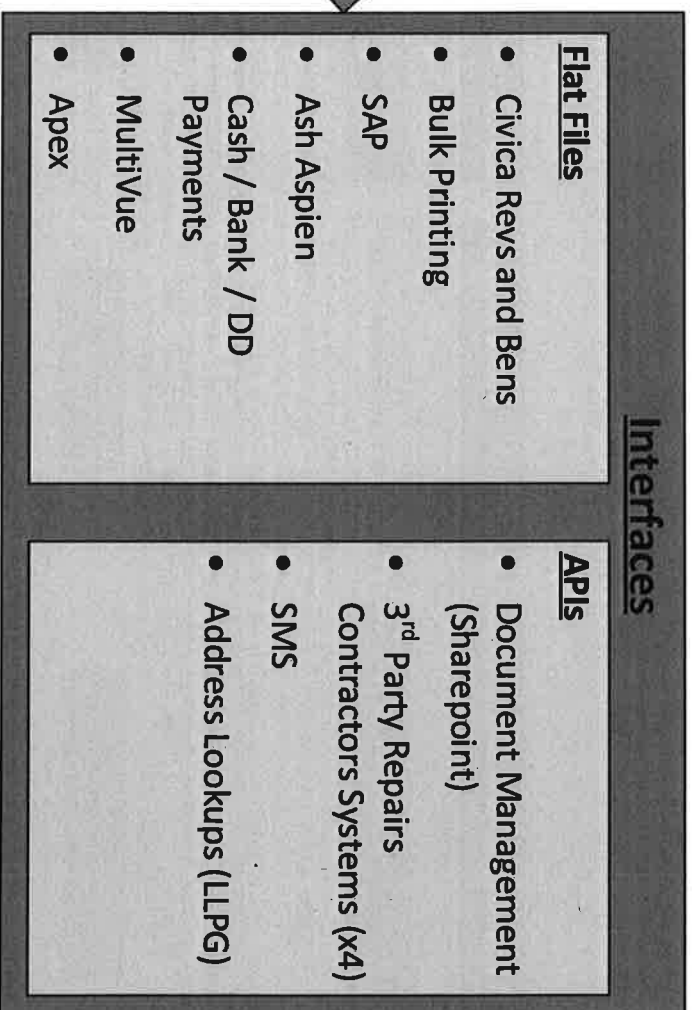 Interfaces
Flat Files
• Civica Revs and Bens
• Bulk Printing
• SAP
• Ash Aspien
• Cash / Bank / DD
Payments
• MultiVue
• Apex
APIs
• Document Management
(Sharepoint)
• 3rd Party Repairs
Contractors Systems (x4)
• SMS
• Address Lookups (LLPG)